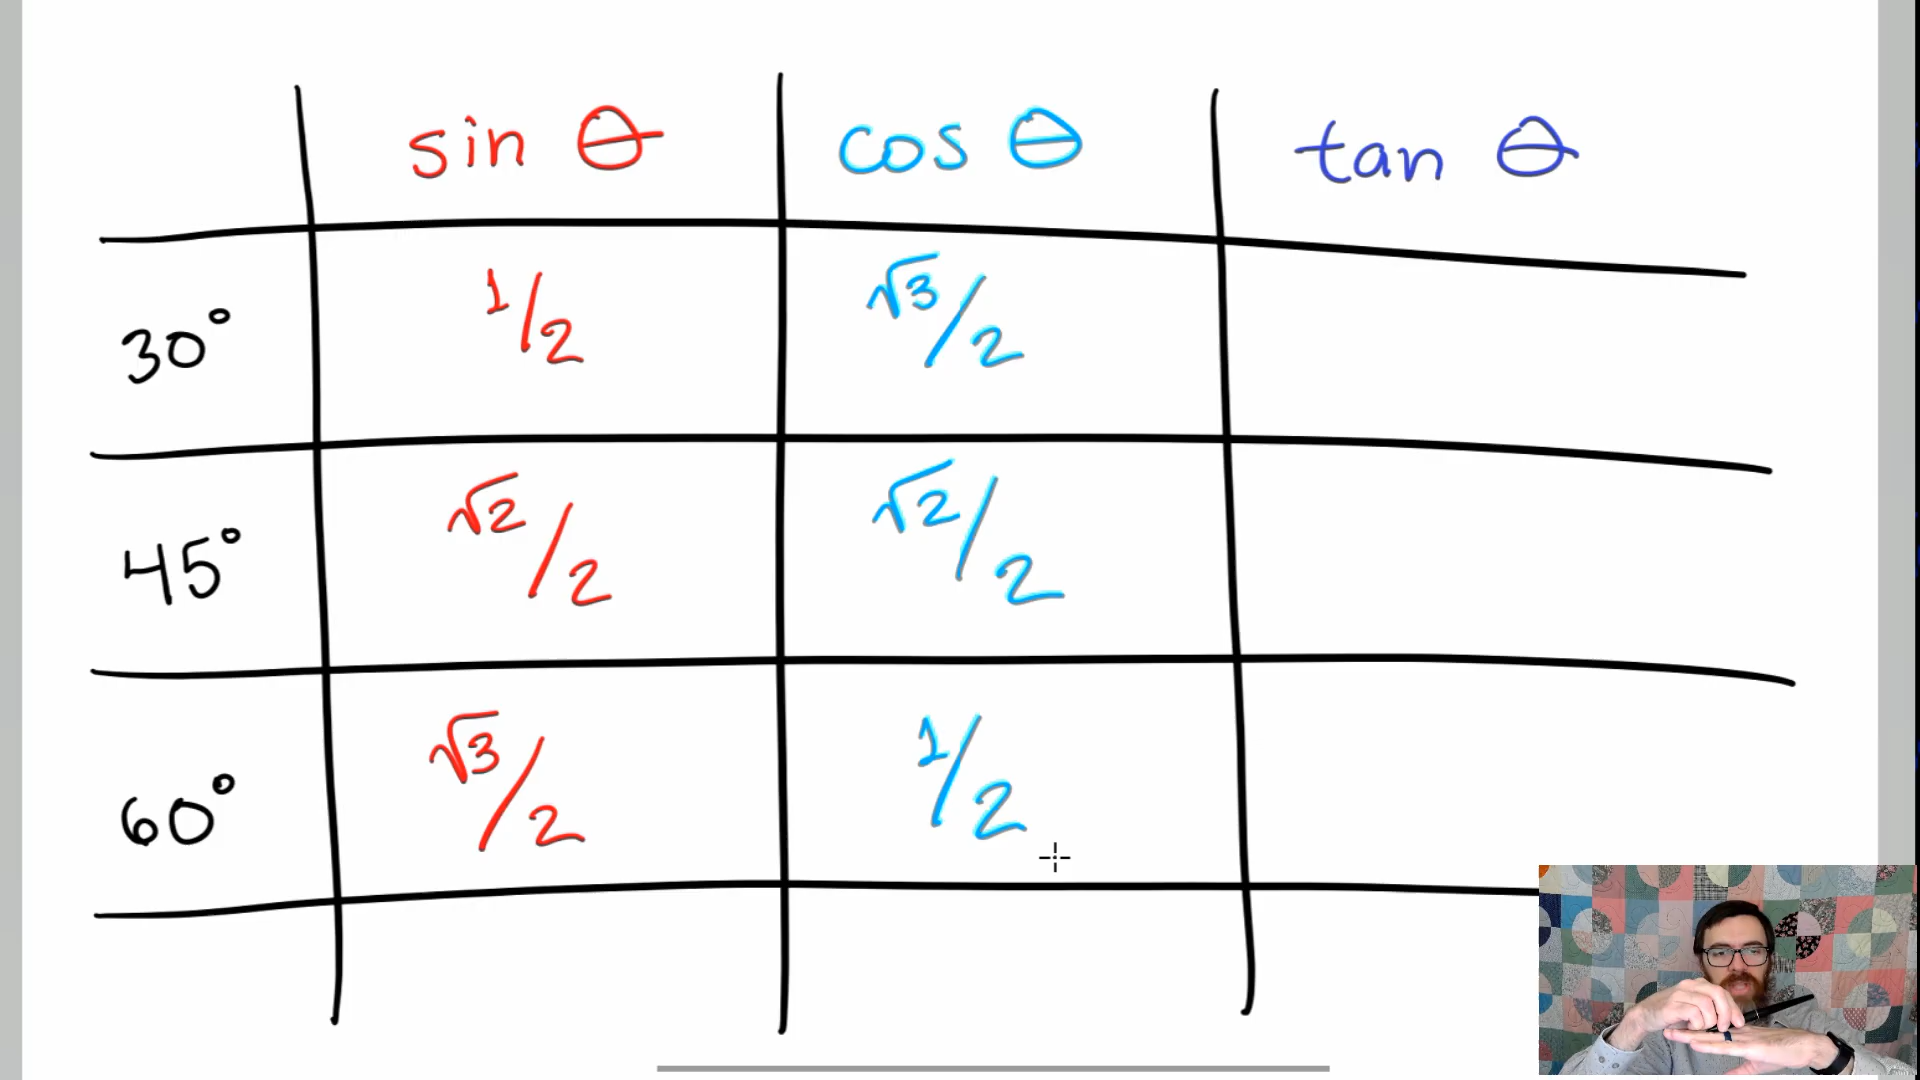 sin θ cos θ tan θ
30° 1/2 √3/2
45° √2/2 √2/2
60° √3/2 1/2